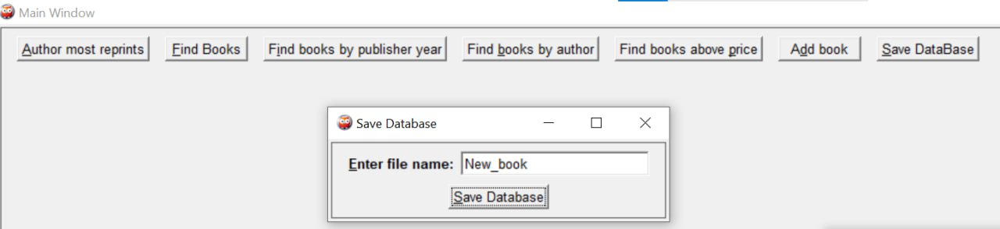 Main Window
Author most reprints Find Books Find books by publisher year Find books by author Find books above price Add book Save DataBase
Save Database
Enter file name: New_book
Save Database